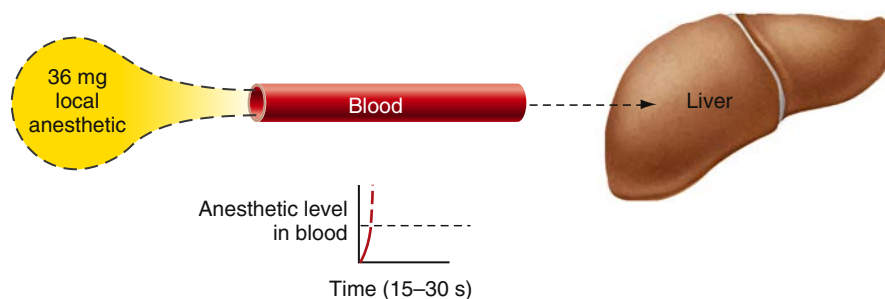 36 mg
local
anesthetic
Blood
Liver
Anesthetic level
in blood
Time (15–30 s)